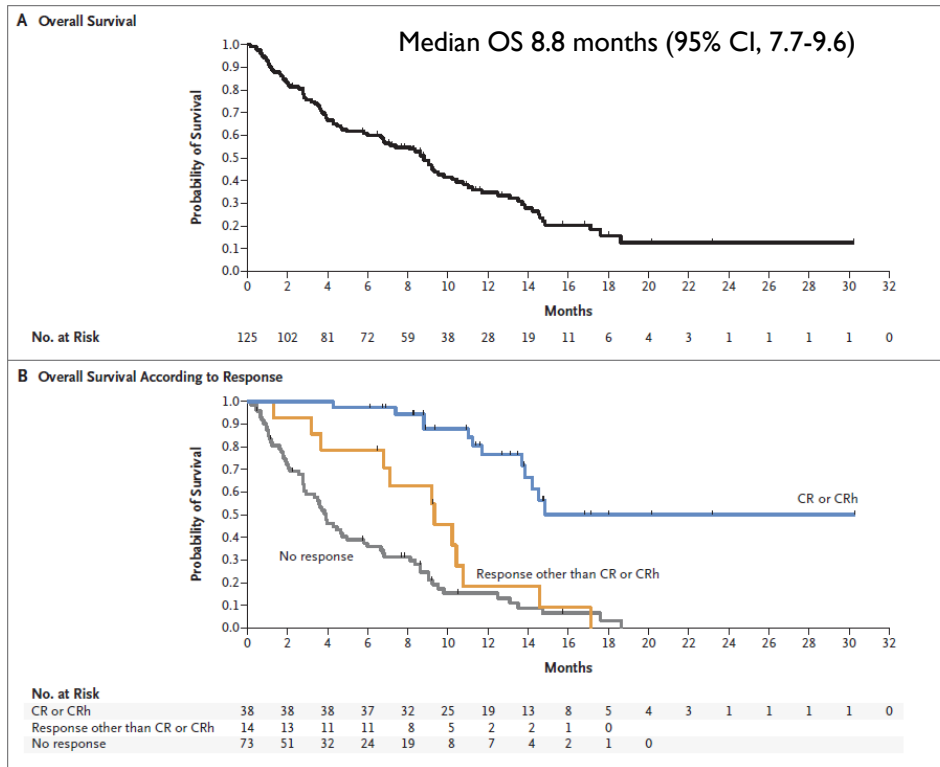 A Overall Survival
Median OS 8.8 months (95% CI, 7.7-9.6)
Probability of Survival
1.0
0.9
0.8
0.7
0.6
0.5
0.4
0.3
0.2
0.1
0.0
0 2 4 6 8 10 12 14 16 18 20 22 24 26 28 30 32
Months
No. at Risk 125 102 81 72 59 38 28 19 11 6 4 3 1 1 1 1 0
B Overall Survival According to Response
Probability of Survival
1.0
0.9
0.8
0.7
0.6
0.5
0.4
0.3
0.2
0.1
0.0
CR or CRh
No response
Response other than CR or CRh
0 2 4 6 8 10 12 14 16 18 20 22 24 26 28 30 32
Months
No. at Risk
CR or CRh 38 38 38 37 32 25 19 13 8 5 4 3 1 1 1 1 0
Response other than CR or CRh 14 13 11 11 8 5 2 2 1 0
No response 73 51 32 24 19 8 7 4 2 1 0